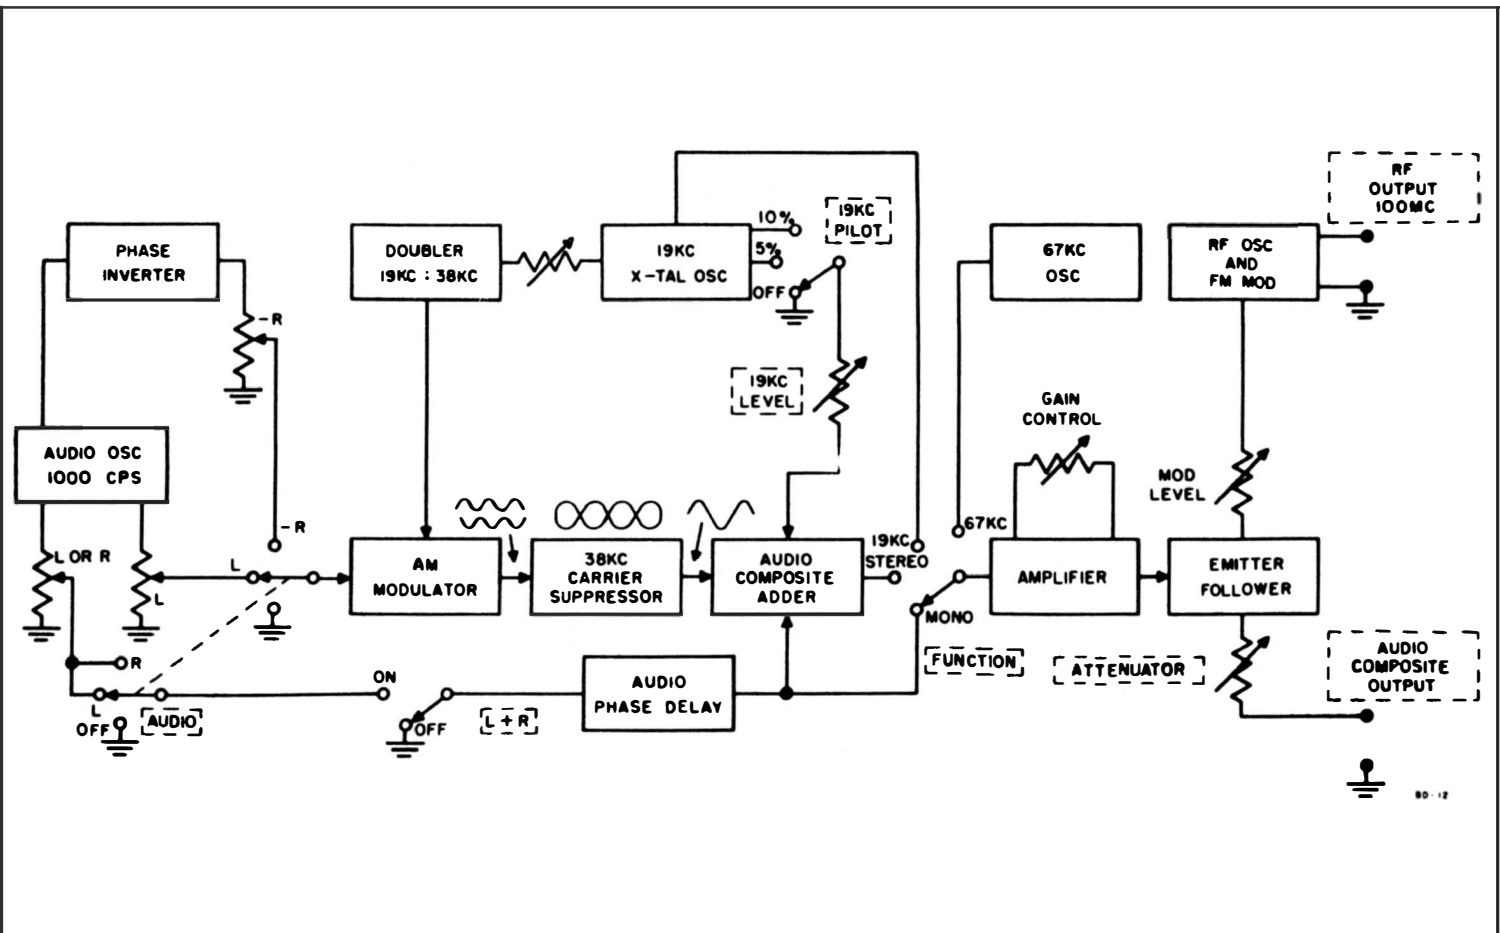 RF
OUTPUT
100MC
10%
19KC
PILOT
PHASE
INVERTER
DOUBLER
19KC : 38KC
19KC
X-TAL OSC
5%
OFF
67KC
OSC
RF OSC
AND
FM MOD
-R
19KC
LEVEL
GAIN
CONTROL
AUDIO OSC
1000 CPS
MOD
LEVEL
-R
L OR R
L
L
AM
MODULATOR
38KC
CARRIER
SUPPRESSOR
AUDIO
COMPOSITE
ADDER
19KC
STEREO
67KC
MONO
AMPLIFIER
EMITTER
FOLLOWER
R
L
OFF
AUDIO
ON
OFF
L + R
AUDIO
PHASE DELAY
FUNCTION
ATTENUATOR
AUDIO
COMPOSITE
OUTPUT
BD-12